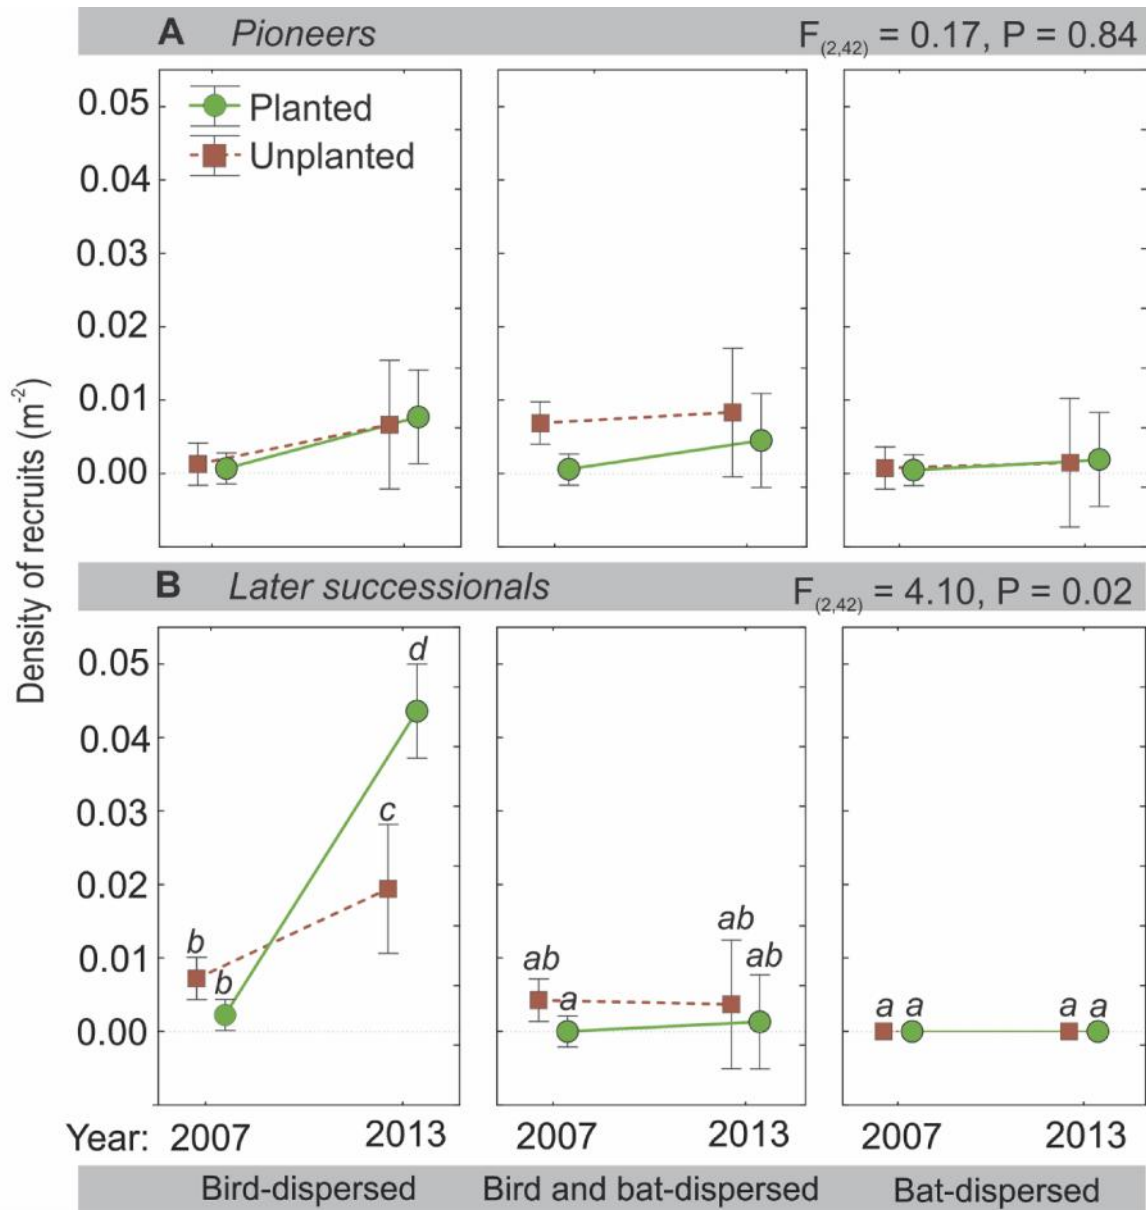 A Pioneers F(2,42) = 0.17, P = 0.84
Planted
Unplanted
0.05
0.04
0.03
0.02
0.01
0.00
Density of recruits (m-2)
B Later successionals F(2,42) = 4.10, P = 0.02
0.05
0.04
0.03
0.02
0.01
0.00
d
c
b
b
ab
a
ab
ab
a a a a
Year: 2007 2013 2007 2013 2007 2013
Bird-dispersed Bird and bat-dispersed Bat-dispersed